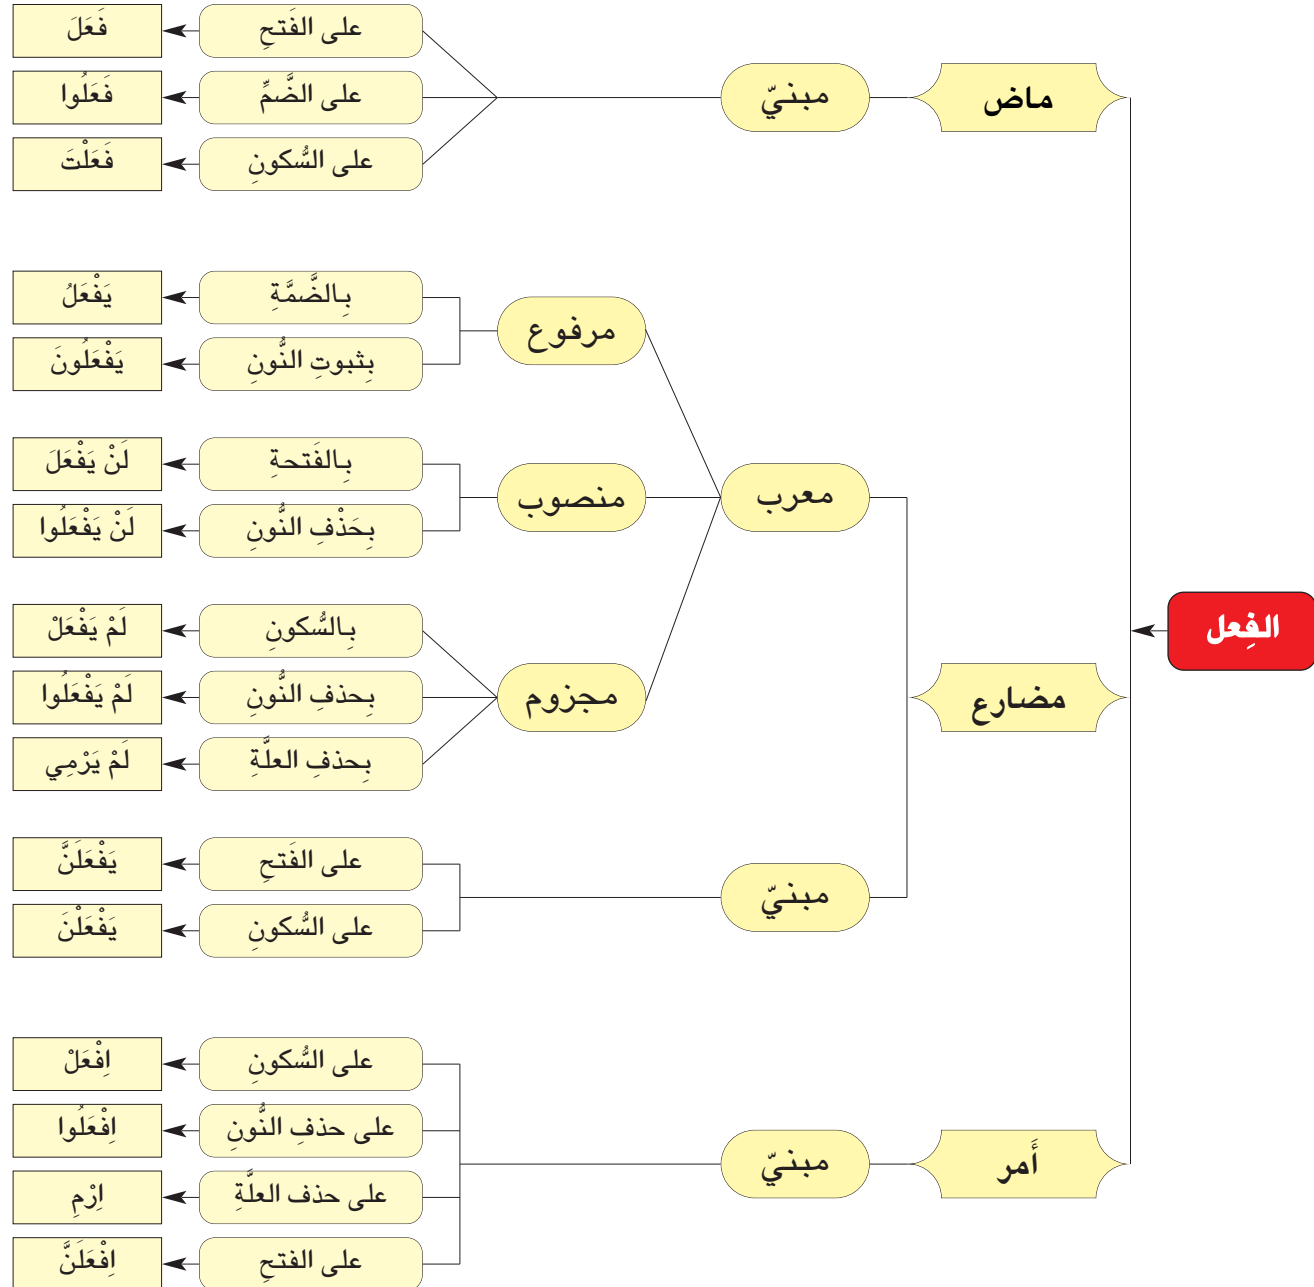 الفِعل
ماض
مبنيّ
على الفَتحِ
فَعَلَ
على الضَّمِّ
فَعَلُوا
على السُّكونِ
فَعَلْتَ
مضارع
معرب
مرفوع
بِالضَّمَّةِ
يَفْعَلُ
بِثبوتِ النُّونِ
يَفْعَلُونَ
منصوب
بِالفَتحةِ
لَنْ يَفْعَلَ
بِحَذْفِ النُّونِ
لَنْ يَفْعَلُوا
مجزوم
بِالسُّكونِ
لَمْ يَفْعَلْ
بِحذفِ النُّونِ
لَمْ يَفْعَلُوا
بِحذفِ العلَّةِ
لَمْ يَرْمِي
مبنيّ
على الفَتحِ
يَفْعَلَنَّ
على السُّكونِ
يَفْعَلْنَ
أَمر
مبنيّ
على السُّكونِ
اِفْعَلْ
على حذفِ النُّونِ
اِفْعَلُوا
على حذف العلَّةِ
اِرْمِ
على الفتحِ
اِفْعَلَنَّ